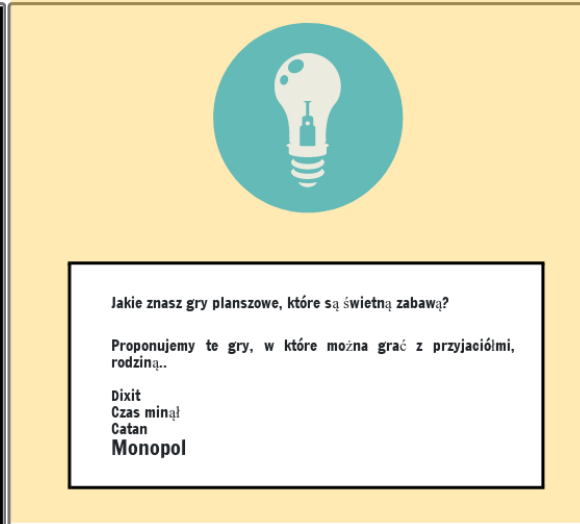 Jakie znasz gry planszowe, które są świetną zabawą?
Proponujemy te gry, w które można grać z przyjaciółmi,
rodziną..
Dixit
Czas minął
Catan
Monopol